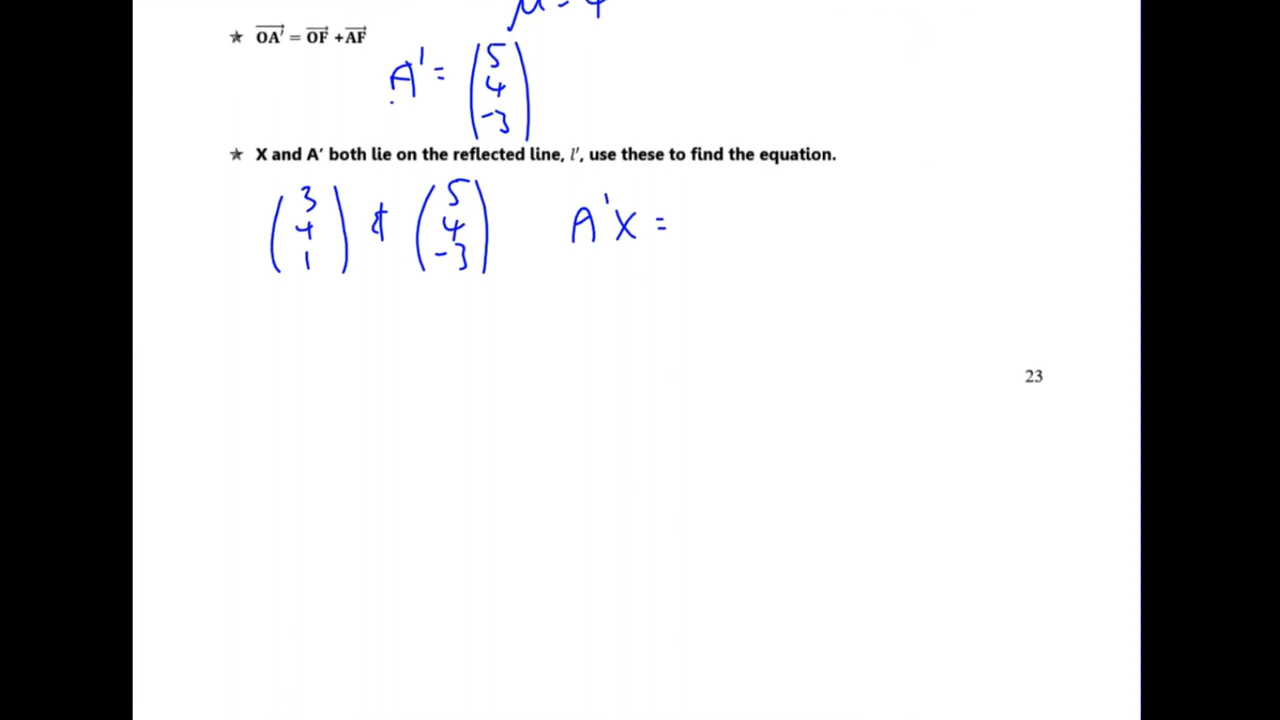 μ = 4
★ OA′ = OF + AF
A' = (5
4
-3)
★ X and A′ both lie on the reflected line, l′, use these to find the equation.
(3
4
1) & (5
4
-3) A'X =
23